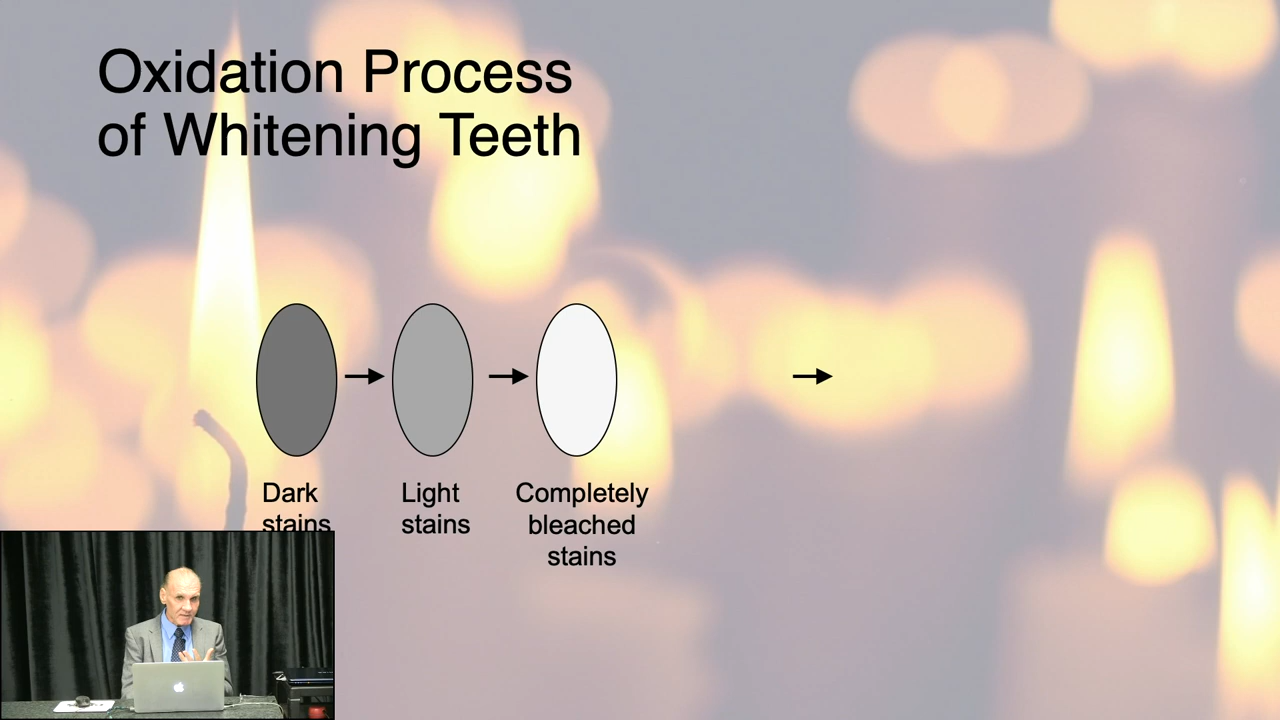 Oxidation Process
of Whitening Teeth
Dark
stains
Light
stains
Completely
bleached
stains